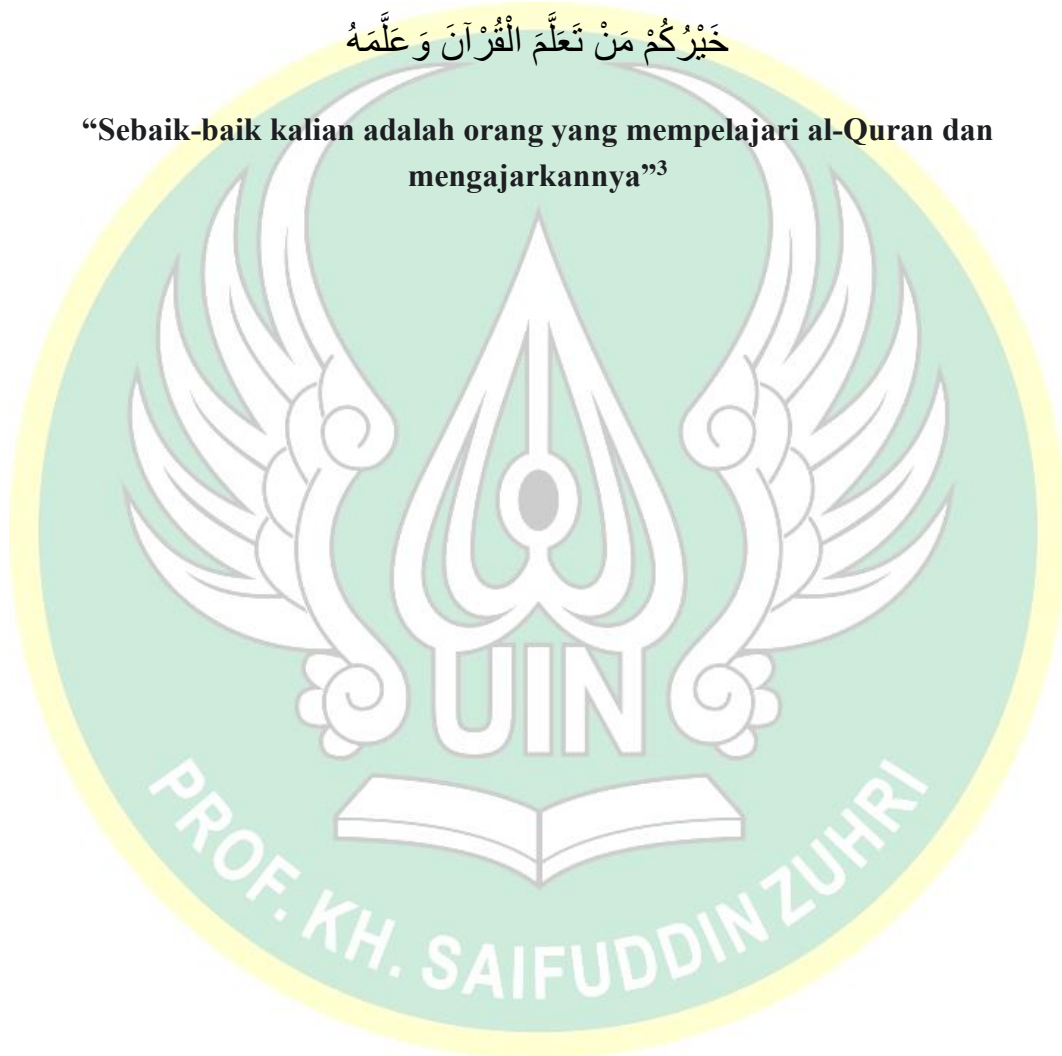 خَيْرُكُمْ مَنْ تَعَلَّمَ الْقُرْآنَ وَ عَلَّمَهُ
“Sebaik-baik kalian adalah orang yang mempelajari al-Quran dan
mengajarkannya”³
UIN
PROF. KH. SAIFUDDIN ZUHRI